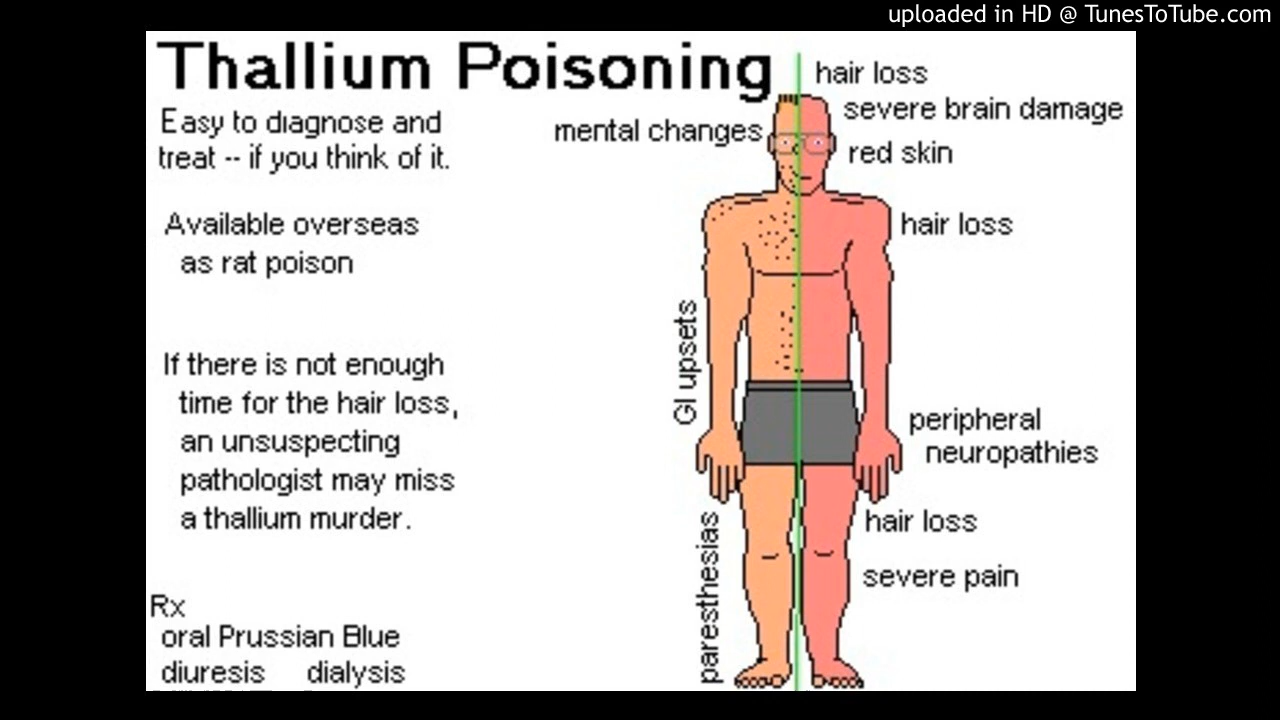 uploaded in HD @ TunesToTube.com
Thallium Poisoning
Easy to diagnose and
treat -- if you think of it.
Available overseas
as rat poison
If there is not enough
time for the hair loss,
an unsuspecting
pathologist may miss
a thallium murder.
Rx
oral Prussian Blue
diuresis dialysis
mental changes
GI upsets
paresthesias
hair loss
severe brain damage
red skin
hair loss
peripheral
neuropathies
hair loss
severe pain